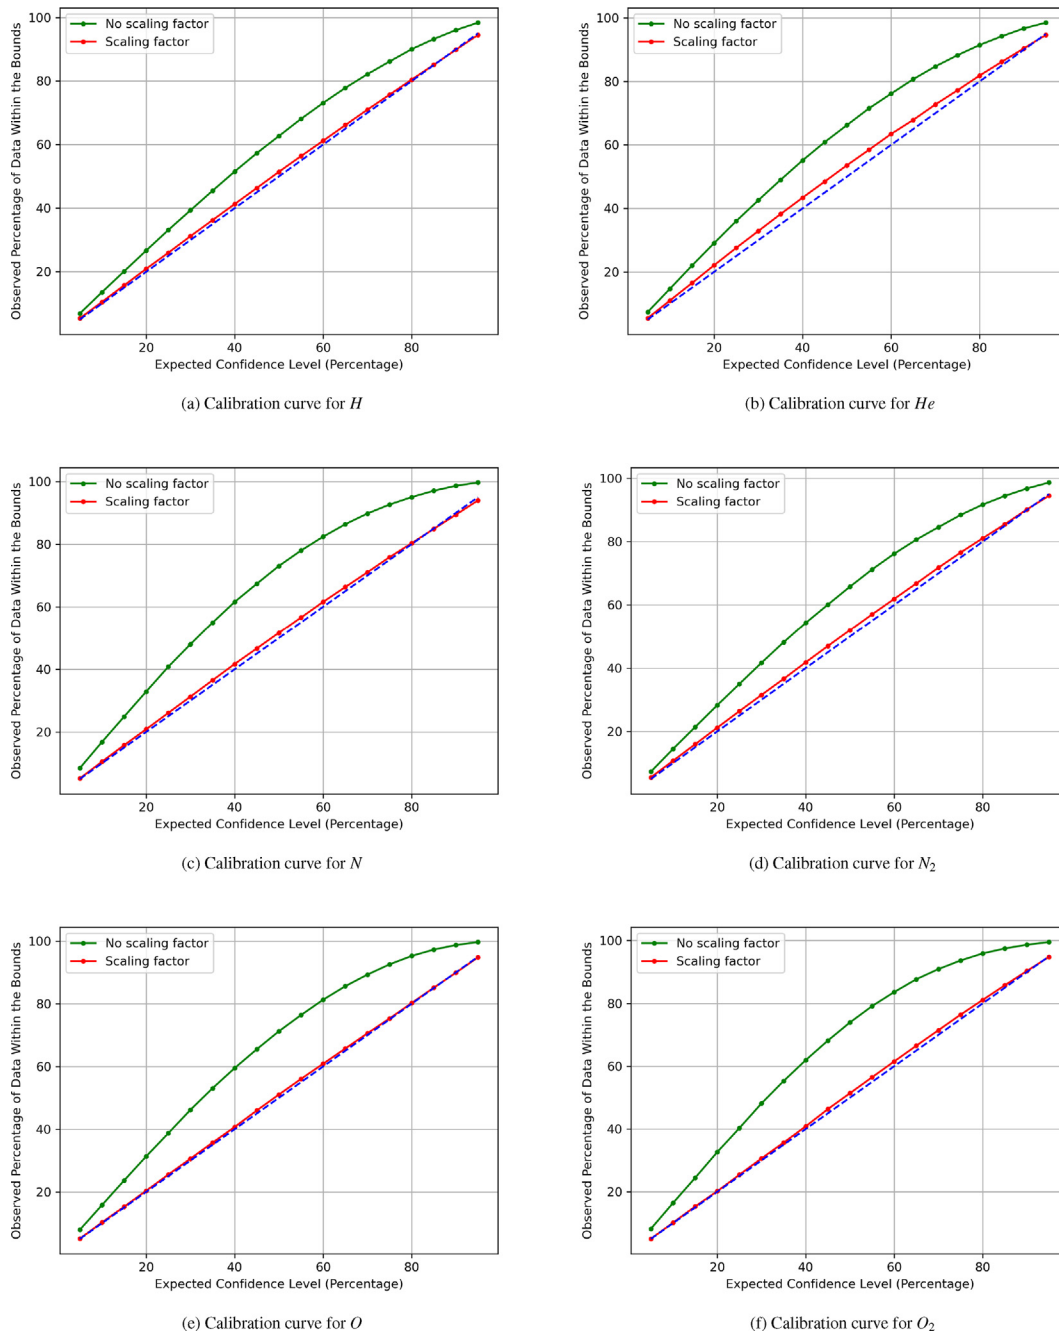 No scaling factor
Scaling factor
100
80
60
40
20
20
40
60
80
Observed Percentage of Data Within the Bounds
Expected Confidence Level (Percentage)
(a) Calibration curve for H
No scaling factor
Scaling factor
100
80
60
40
20
20
40
60
80
Observed Percentage of Data Within the Bounds
Expected Confidence Level (Percentage)
(b) Calibration curve for He
No scaling factor
Scaling factor
100
80
60
40
20
20
40
60
80
Observed Percentage of Data Within the Bounds
Expected Confidence Level (Percentage)
(c) Calibration curve for N
No scaling factor
Scaling factor
100
80
60
40
20
20
40
60
80
Observed Percentage of Data Within the Bounds
Expected Confidence Level (Percentage)
(d) Calibration curve for N₂
No scaling factor
Scaling factor
100
80
60
40
20
20
40
60
80
Observed Percentage of Data Within the Bounds
Expected Confidence Level (Percentage)
(e) Calibration curve for O
No scaling factor
Scaling factor
100
80
60
40
20
20
40
60
80
Observed Percentage of Data Within the Bounds
Expected Confidence Level (Percentage)
(f) Calibration curve for O₂